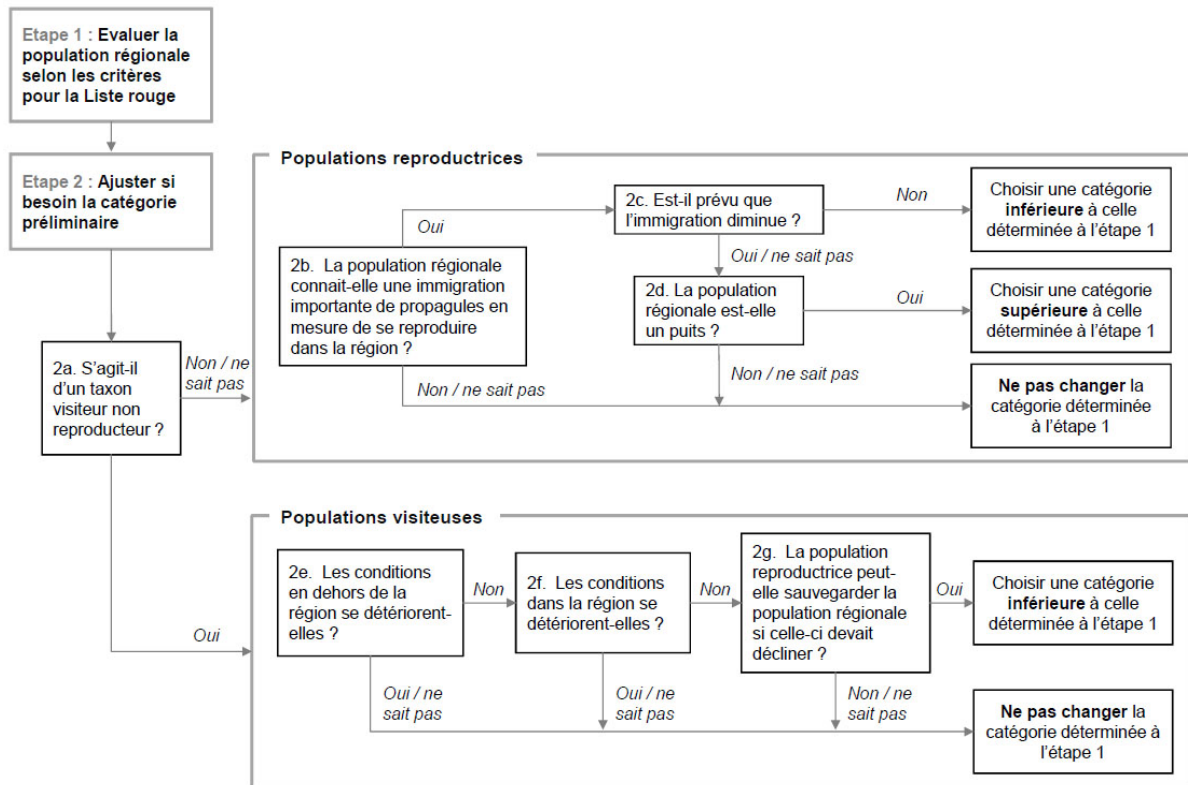 Etape 1 : Evaluer la
population régionale
selon les critères
pour la Liste rouge
Etape 2 : Ajuster si
besoin la catégorie
préliminaire
2a. S'agit-il
d'un taxon
visiteur non
reproducteur ?
Non / ne
sait pas
Oui
Populations reproductrices
2b. La population régionale
connait-elle une immigration
importante de propagules en
mesure de se reproduire
dans la région ?
Oui
Non / ne sait pas
2c. Est-il prévu que
l'immigration diminue ?
Non
Oui / ne sait pas
2d. La population
régionale est-elle
un puits ?
Oui
Non / ne sait pas
Choisir une catégorie
inférieure à celle
déterminée à l'étape 1
Choisir une catégorie
supérieure à celle
déterminée à l'étape 1
Ne pas changer la
catégorie déterminée
à l'étape 1
Populations visiteuses
2e. Les conditions
en dehors de la
région se détériorent-
elles ?
Non
Oui / ne
sait pas
2f. Les conditions
dans la région se
détériorent-elles ?
Non
Oui / ne
sait pas
2g. La population
reproductrice peut-
elle sauvegarder la
population régionale
si celle-ci devait
décliner ?
Oui
Non / ne
sait pas
Choisir une catégorie
inférieure à celle
déterminée à l'étape 1
Ne pas changer la
catégorie déterminée à
l'étape 1